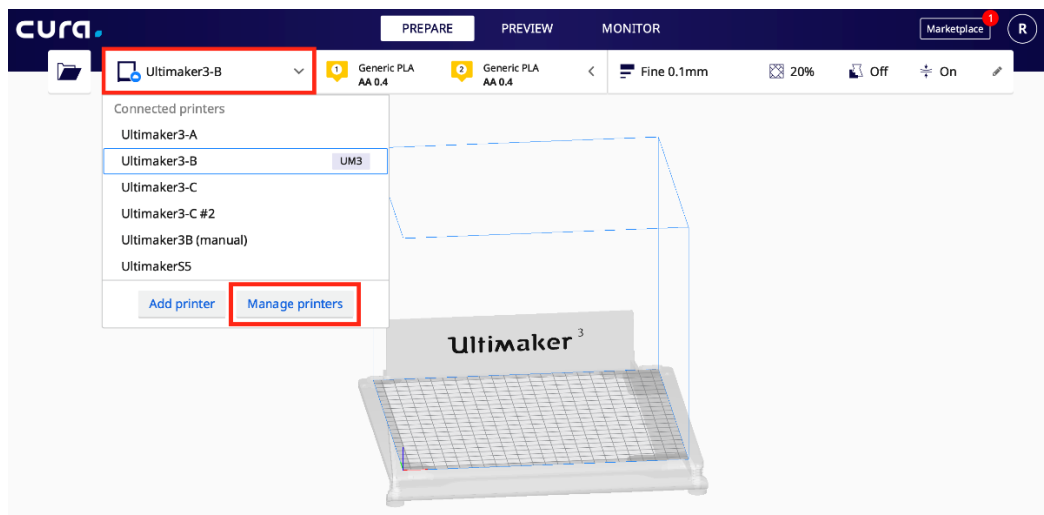 cura.
PREPARE
PREVIEW
MONITOR
Marketplace
1
R
Ultimaker3-B
1
Generic PLA
AA 0.4
2
Generic PLA
AA 0.4
Fine 0.1mm
20%
Off
On
Connected printers
Ultimaker3-A
Ultimaker3-B UM3
Ultimaker3-C
Ultimaker3-C #2
Ultimaker3B (manual)
UltimakerS5
Add printer
Manage printers
Ultimaker 3